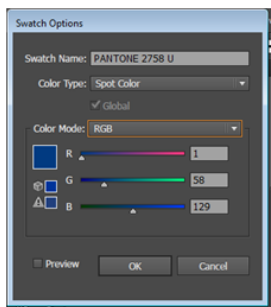 Swatch Options
Swatch Name: PANTONE 2758 U
Color Type: Spot Color
Global
Color Mode: RGB
R 1
G 58
B 129
Preview OK Cancel